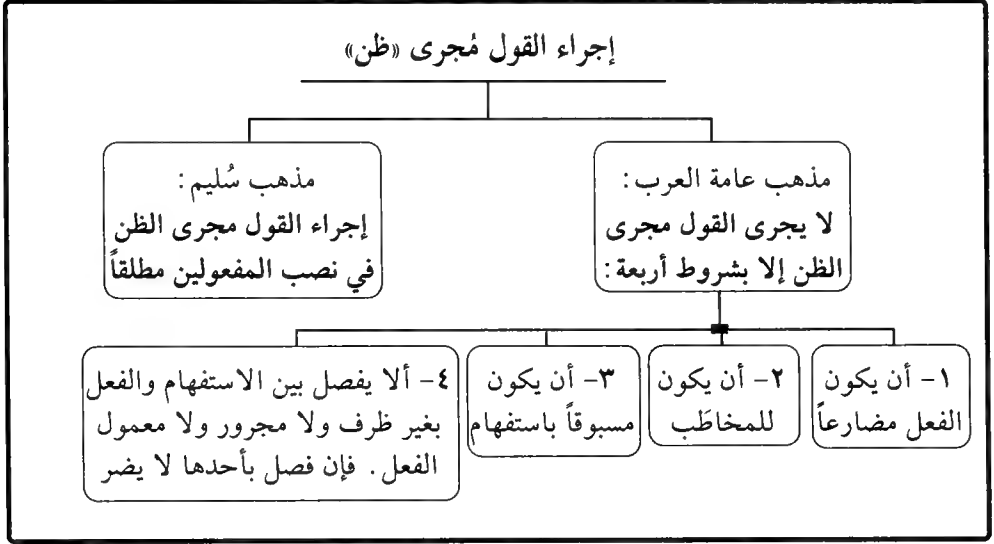 إجراء القول مُجرى «ظن»
مذهب عامة العرب:
لا يجرى القول مجرى
الظن إلا بشروط أربعة:
مذهب سُليم:
إجراء القول مجرى الظن
في نصب المفعولين مطلقاً
١- أن يكون
الفعل مضارعاً
٢- أن يكون
للمخاطَب
٣- أن يكون
مسبوقاً باستفهام
٤- ألا يفصل بين الاستفهام والفعل
بغير ظرف ولا مجرور ولا معمول
الفعل. فإن فصل بأحدها لا يضر